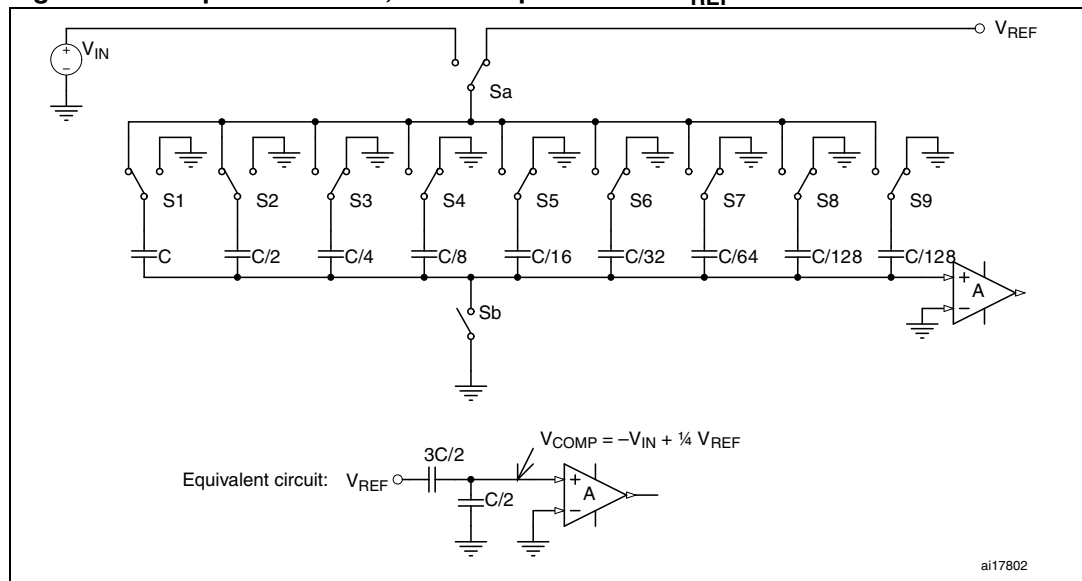 V_IN
V_REF
Sa
S1 S2 S3 S4 S5 S6 S7 S8 S9
C C/2 C/4 C/8 C/16 C/32 C/64 C/128 C/128
+ A −
Sb
V_COMP = –V_IN + ¼ V_REF
3C/2
Equivalent circuit: V_REF
C/2
+ A −
ai17802